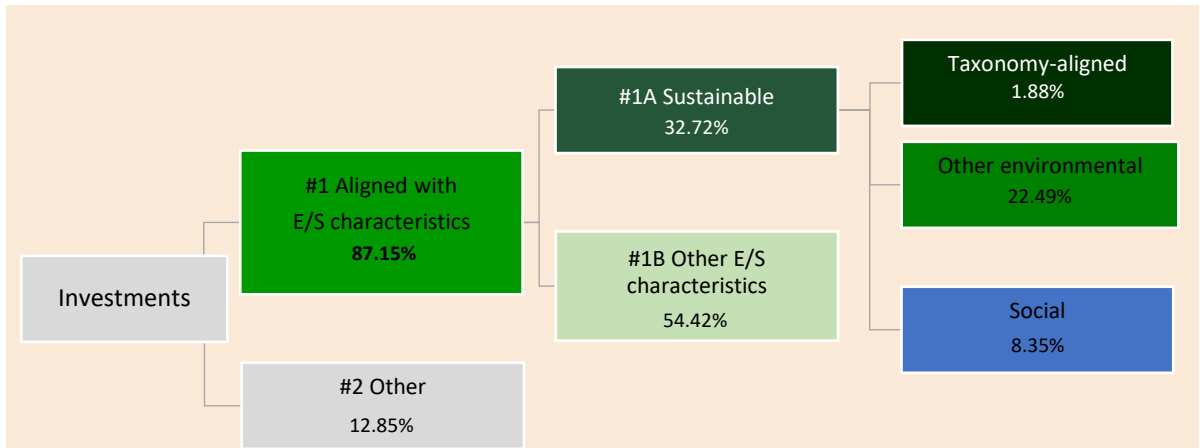 Investments
#1 Aligned with
E/S characteristics
87.15%
#2 Other
12.85%
#1A Sustainable
32.72%
#1B Other E/S
characteristics
54.42%
Taxonomy-aligned
1.88%
Other environmental
22.49%
Social
8.35%